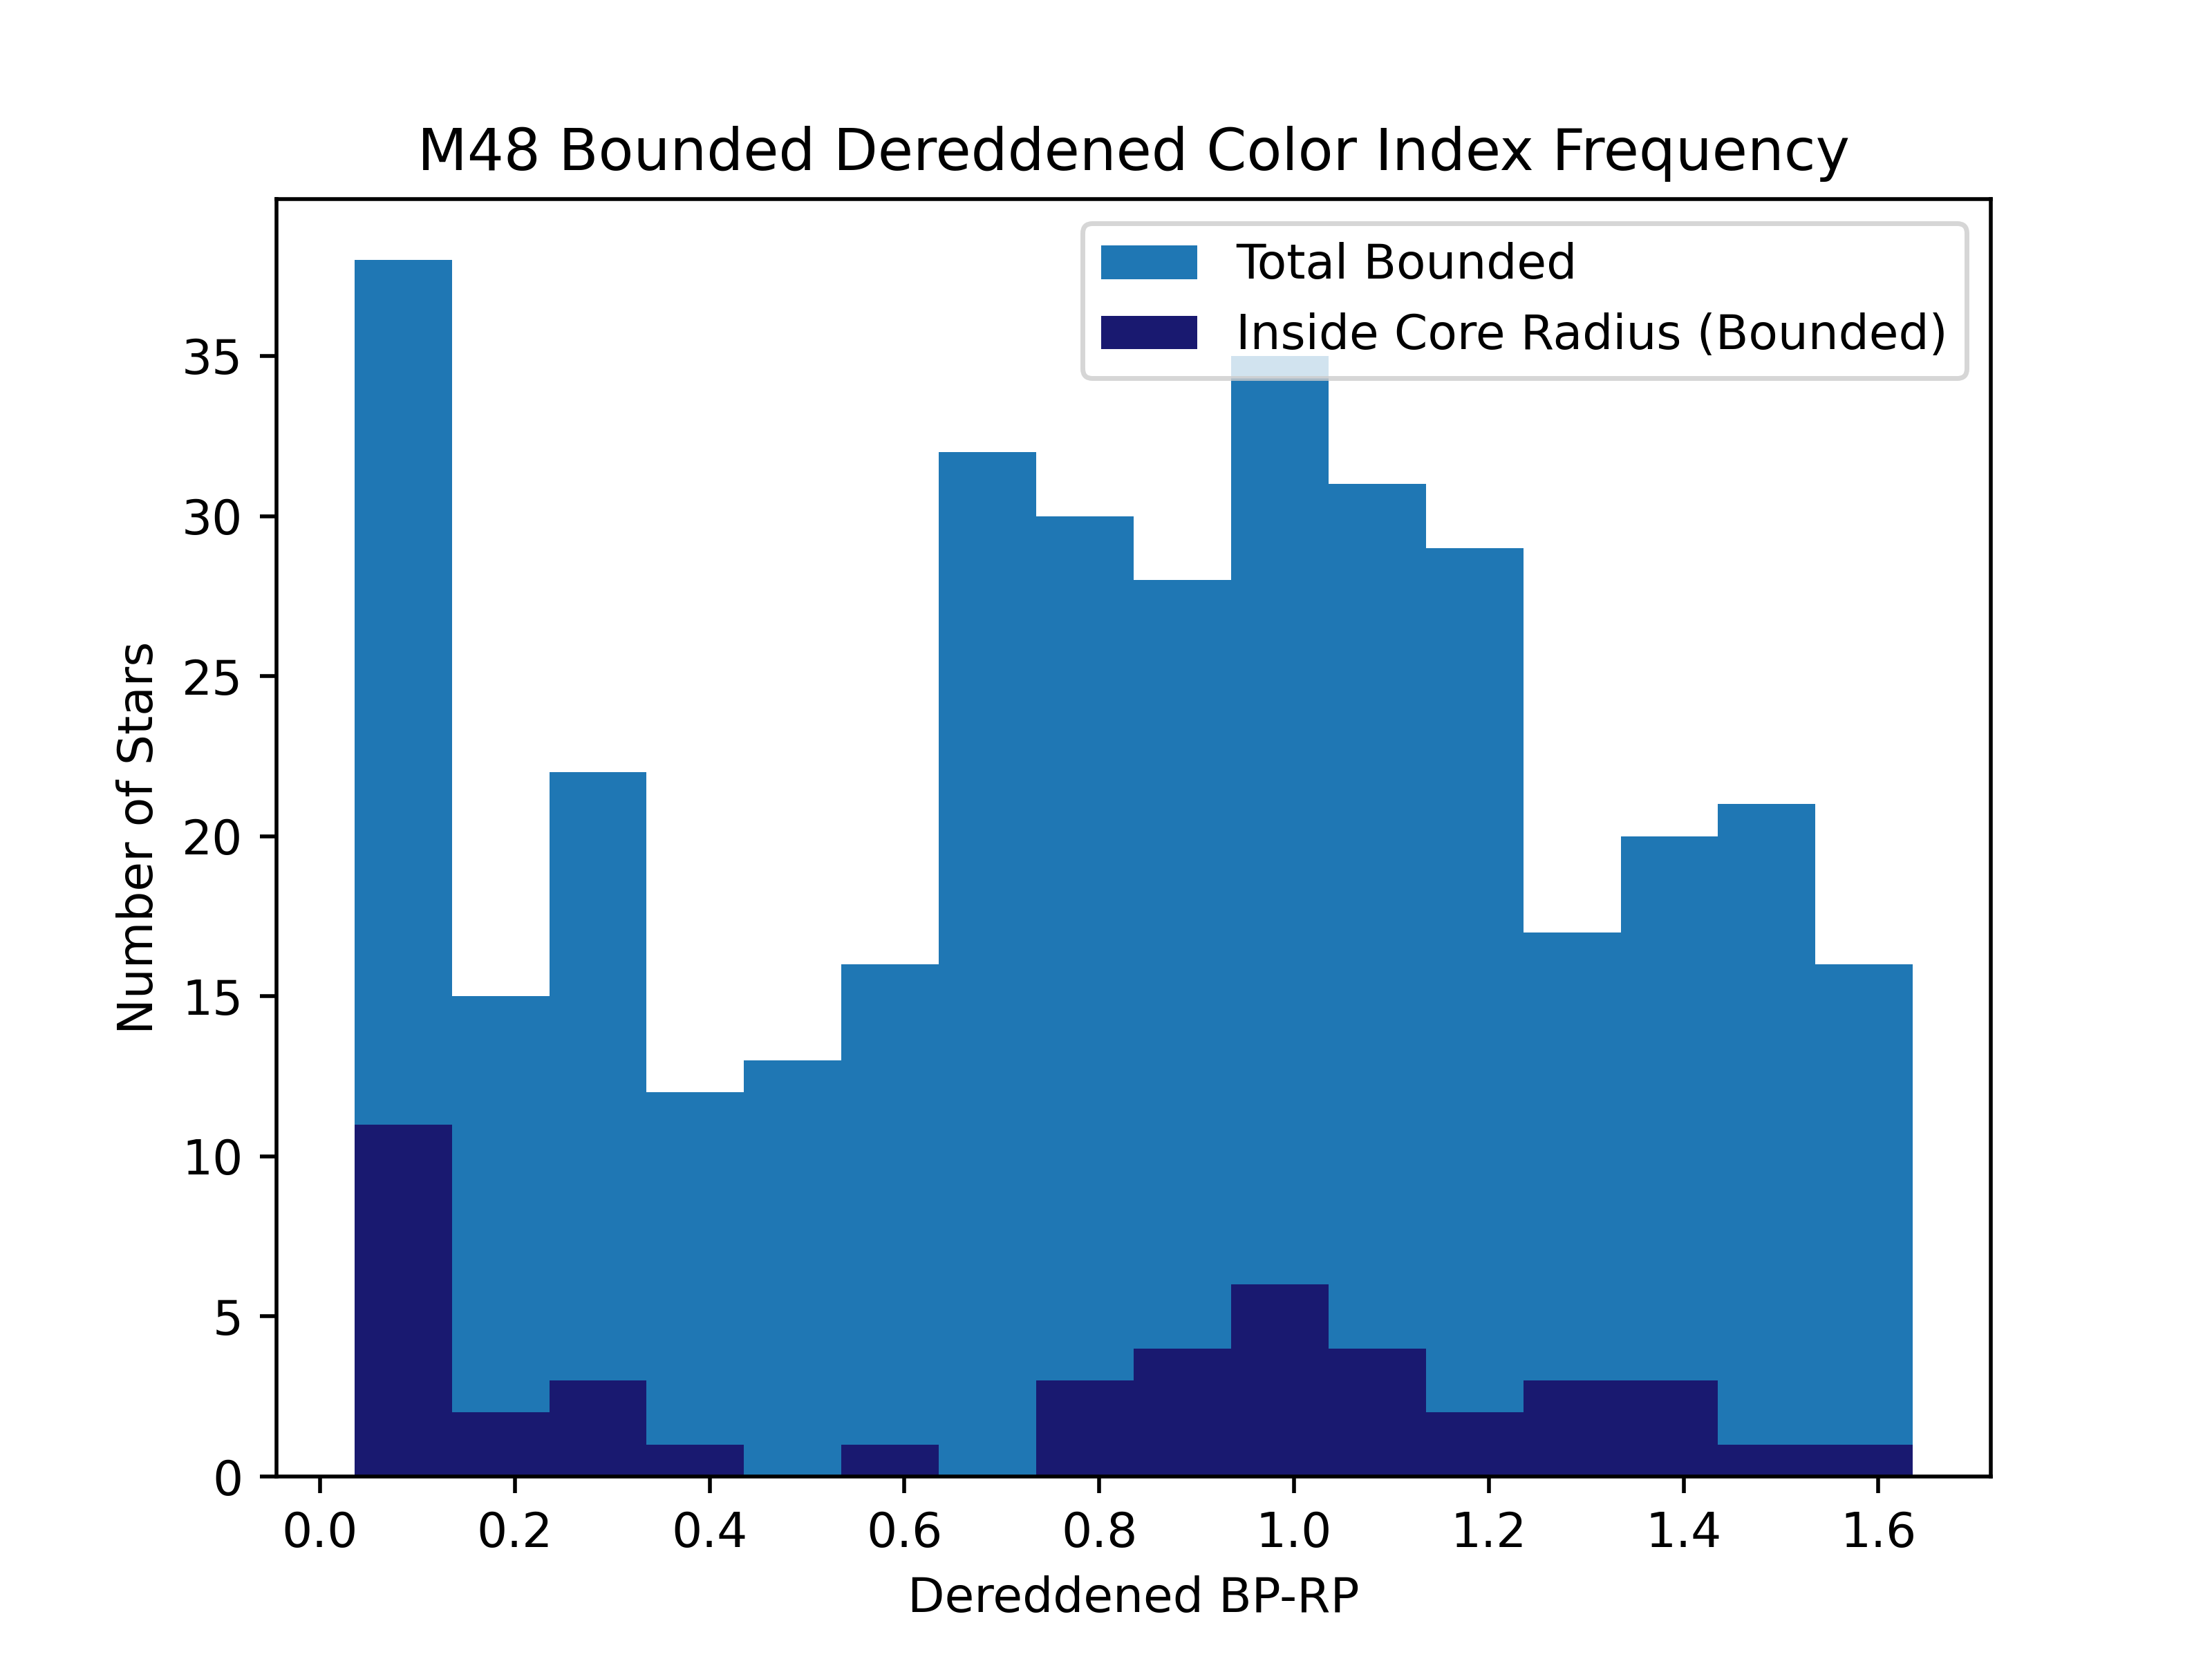 M48 Bounded Dereddened Color Index Frequency
Total Bounded
Inside Core Radius (Bounded)
35
30
25
20
15
10
5
0
Number of Stars
0.0 0.2 0.4 0.6 0.8 1.0 1.2 1.4 1.6
Dereddened BP-RP